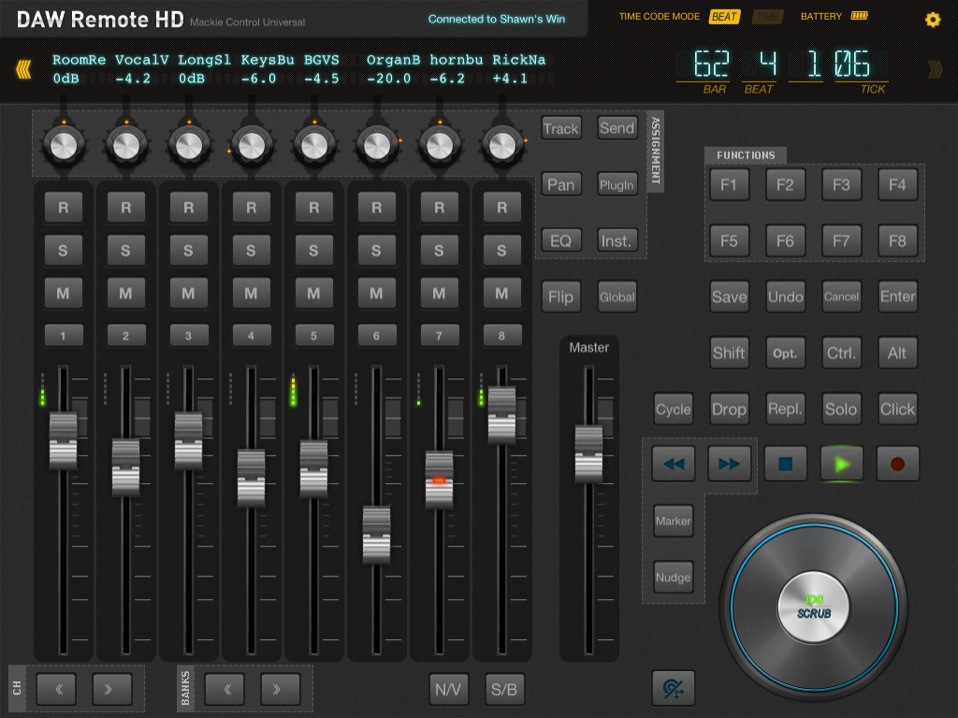 DAW Remote HD Mackie Control Universal
Connected to Shawn's Win
TIME CODE MODE BEAT TIME BATTERY
RoomRe VocalV LongSl KeysBu BGVS OrganB hornbu RickNa
0dB -4.2 0dB -6.0 -4.5 -20.0 -6.2 +4.1
62 4 1 06
BAR BEAT TICK
Track Send
ASSIGNMENT
Pan PlugIn
EQ Inst.
Flip Global
FUNCTIONS
F1 F2 F3 F4
F5 F6 F7 F8
R R R R R R R R
S S S S S S S S
M M M M M M M M
1 2 3 4 5 6 7 8
Save Undo Cancel Enter
Master
Shift Opt. Ctrl. Alt
Cycle Drop Repl. Solo Click
Marker
Nudge
JOG
SCRUB
CH « »
BANKS « »
N/V S/B